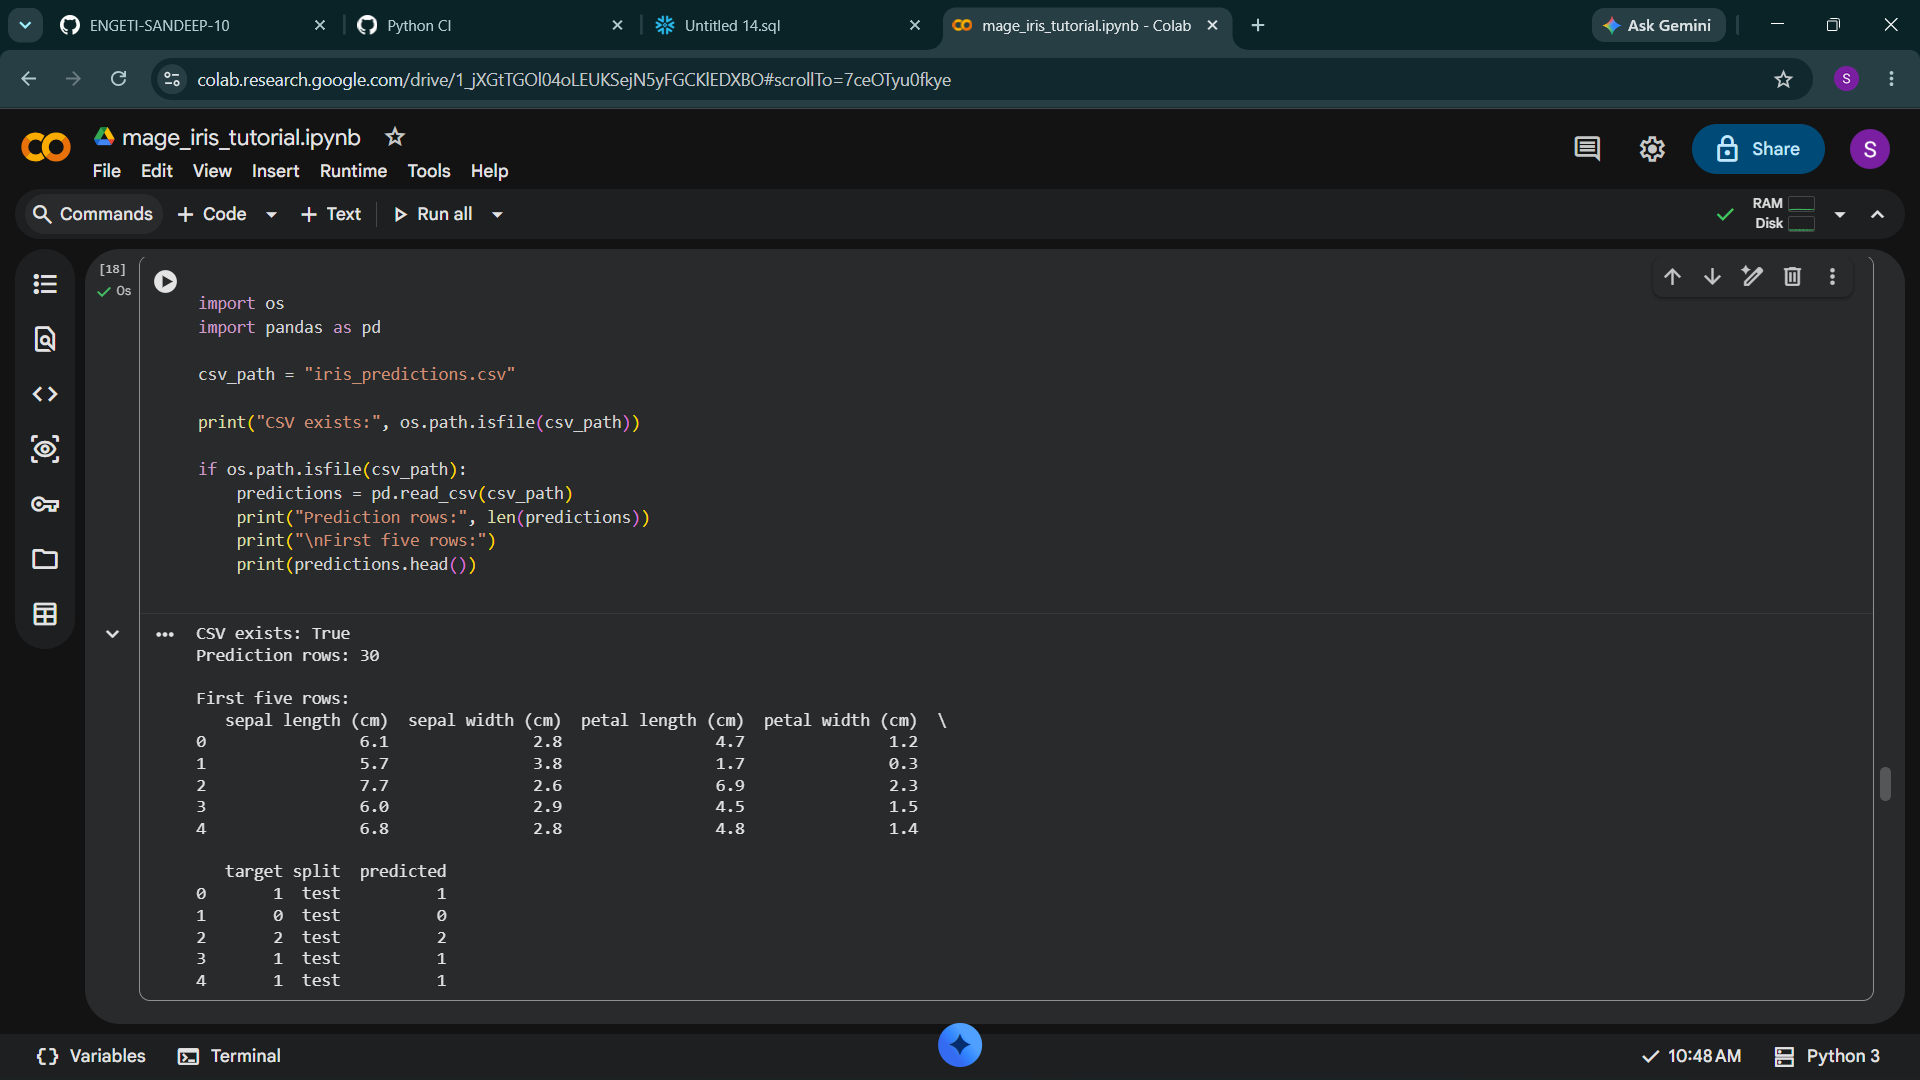 ENGETI-SANDEEP-10
Python CI
Untitled 14.sql
mage_iris_tutorial.ipynb - Colab
Ask Gemini
colab.research.google.com/drive/1_jXGtTGOl04oLEUKSejN5yFGCKlEDXBO#scrollTo=7ceOTyu0fkye
S
mage_iris_tutorial.ipynb
File Edit View Insert Runtime Tools Help
Share
S
Commands + Code + Text Run all
RAM
Disk
[18]
0s
import os
import pandas as pd
csv_path = "iris_predictions.csv"
print("CSV exists:", os.path.isfile(csv_path))
if os.path.isfile(csv_path):
    predictions = pd.read_csv(csv_path)
    print("Prediction rows:", len(predictions))
    print("\nFirst five rows:")
    print(predictions.head())
CSV exists: True
Prediction rows: 30
First five rows:
   sepal length (cm)  sepal width (cm)  petal length (cm)  petal width (cm)  \
0                6.1               2.8                4.7               1.2
1                5.7               3.8                1.7               0.3
2                7.7               2.6                6.9               2.3
3                6.0               2.9                4.5               1.5
4                6.8               2.8                4.8               1.4
   target split  predicted
0       1  test          1
1       0  test          0
2       2  test          2
3       1  test          1
4       1  test          1
Variables
Terminal
10:48 AM
Python 3